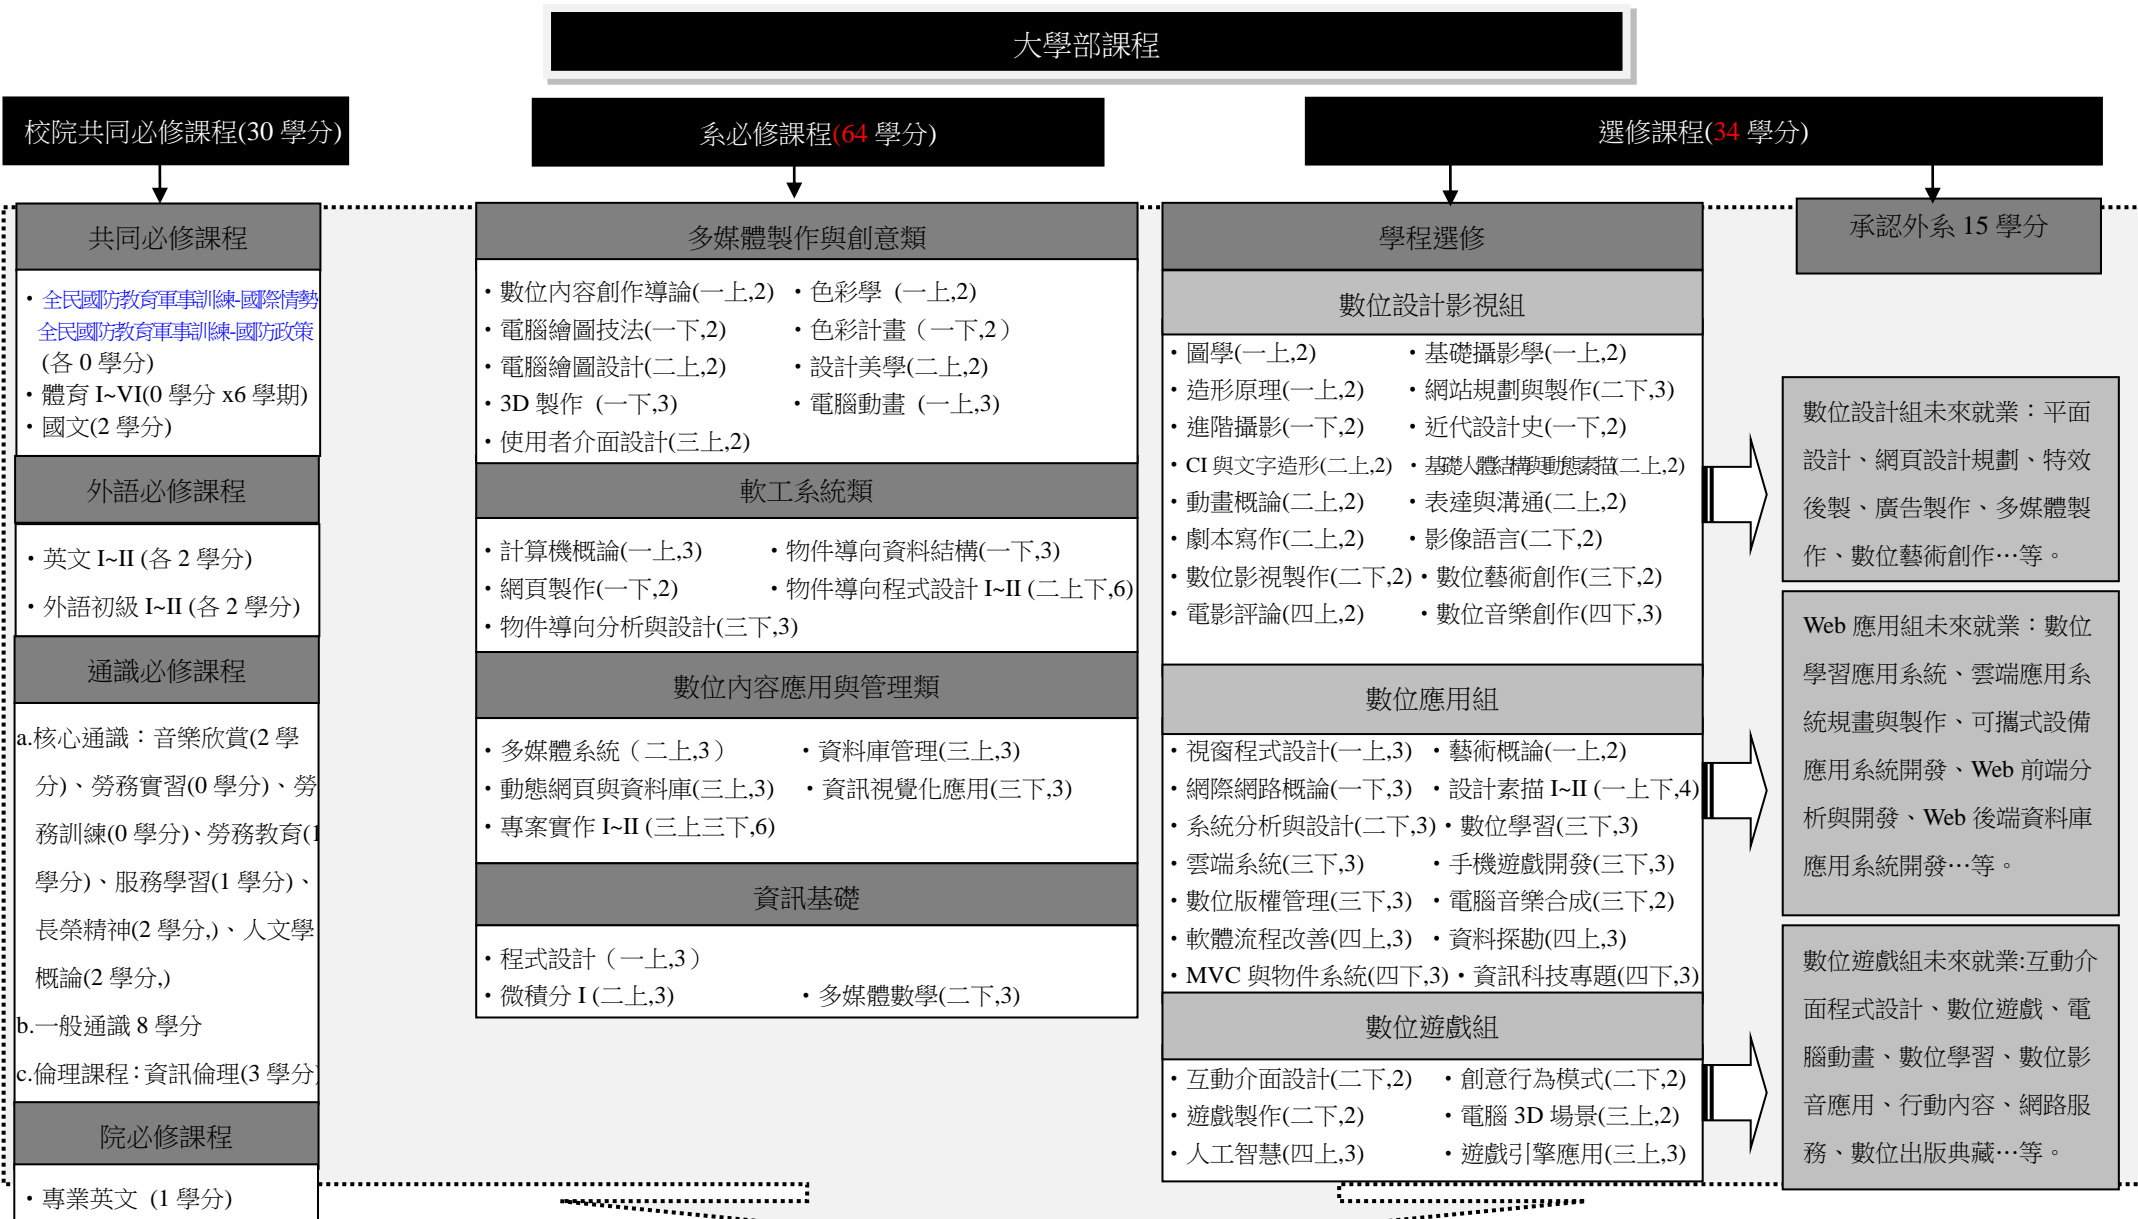 大學部課程
校院共同必修課程(30 學分)
系必修課程(64 學分)
選修課程(34 學分)
共同必修課程
・全民國防教育軍事訓練-國際情勢
全民國防教育軍事訓練-國防政策
(各 0 學分)
・體育 I~VI(0 學分 x6 學期)
・國文(2 學分)
外語必修課程
・英文 I~II (各 2 學分)
・外語初級 I~II (各 2 學分)
通識必修課程
a.核心通識：音樂欣賞(2 學
分)、勞務實習(0 學分)、勞
務訓練(0 學分)、勞務教育(1
學分)、服務學習(1 學分)、
長榮精神(2 學分,)、人文學
概論(2 學分,)
b.一般通識 8 學分
c.倫理課程：資訊倫理(3 學分)
院必修課程
・專業英文 (1 學分)
多媒體製作與創意類
・數位內容創作導論(一上,2) ・色彩學 (一上,2)
・電腦繪圖技法(一下,2) ・色彩計畫（一下,2）
・電腦繪圖設計(二上,2) ・設計美學(二上,2)
・3D 製作 (一下,3) ・電腦動畫 (一上,3)
・使用者介面設計(三上,2)
軟工系統類
・計算機概論(一上,3) ・物件導向資料結構(一下,3)
・網頁製作(一下,2) ・物件導向程式設計 I~II (二上下,6)
・物件導向分析與設計(三下,3)
數位內容應用與管理類
・多媒體系統（二上,3） ・資料庫管理(三上,3)
・動態網頁與資料庫(三上,3) ・資訊視覺化應用(三下,3)
・專案實作 I~II (三上三下,6)
資訊基礎
・程式設計（一上,3）
・微積分 I (二上,3) ・多媒體數學(二下,3)
學程選修
數位設計影視組
・圖學(一上,2) ・基礎攝影學(一上,2)
・造形原理(一上,2) ・網站規劃與製作(二下,3)
・進階攝影(一下,2) ・近代設計史(一下,2)
・CI 與文字造形(二上,2) ・基礎人體結構與動態素描(二上,2)
・動畫概論(二上,2) ・表達與溝通(二上,2)
・劇本寫作(二上,2) ・影像語言(二下,2)
・數位影視製作(二下,2) ・數位藝術創作(三下,2)
・電影評論(四上,2) ・數位音樂創作(四下,3)
數位應用組
・視窗程式設計(一上,3) ・藝術概論(一上,2)
・網際網路概論(一下,3) ・設計素描 I~II (一上下,4)
・系統分析與設計(二下,3) ・數位學習(三下,3)
・雲端系統(三下,3) ・手機遊戲開發(三下,3)
・數位版權管理(三下,3) ・電腦音樂合成(三下,2)
・軟體流程改善(四上,3) ・資料探勘(四上,3)
・MVC 與物件系統(四下,3) ・資訊科技專題(四下,3)
數位遊戲組
・互動介面設計(二下,2) ・創意行為模式(二下,2)
・遊戲製作(二下,2) ・電腦 3D 場景(三上,2)
・人工智慧(四上,3) ・遊戲引擎應用(三上,3)
承認外系 15 學分
數位設計組未來就業：平面
設計、網頁設計規劃、特效
後製、廣告製作、多媒體製
作、數位藝術創作…等。
Web 應用組未來就業：數位
學習應用系統、雲端應用系
統規畫與製作、可攜式設備
應用系統開發、Web 前端分
析與開發、Web 後端資料庫
應用系統開發…等。
數位遊戲組未來就業:互動介
面程式設計、數位遊戲、電
腦動畫、數位學習、數位影
音應用、行動內容、網路服
務、數位出版典藏…等。